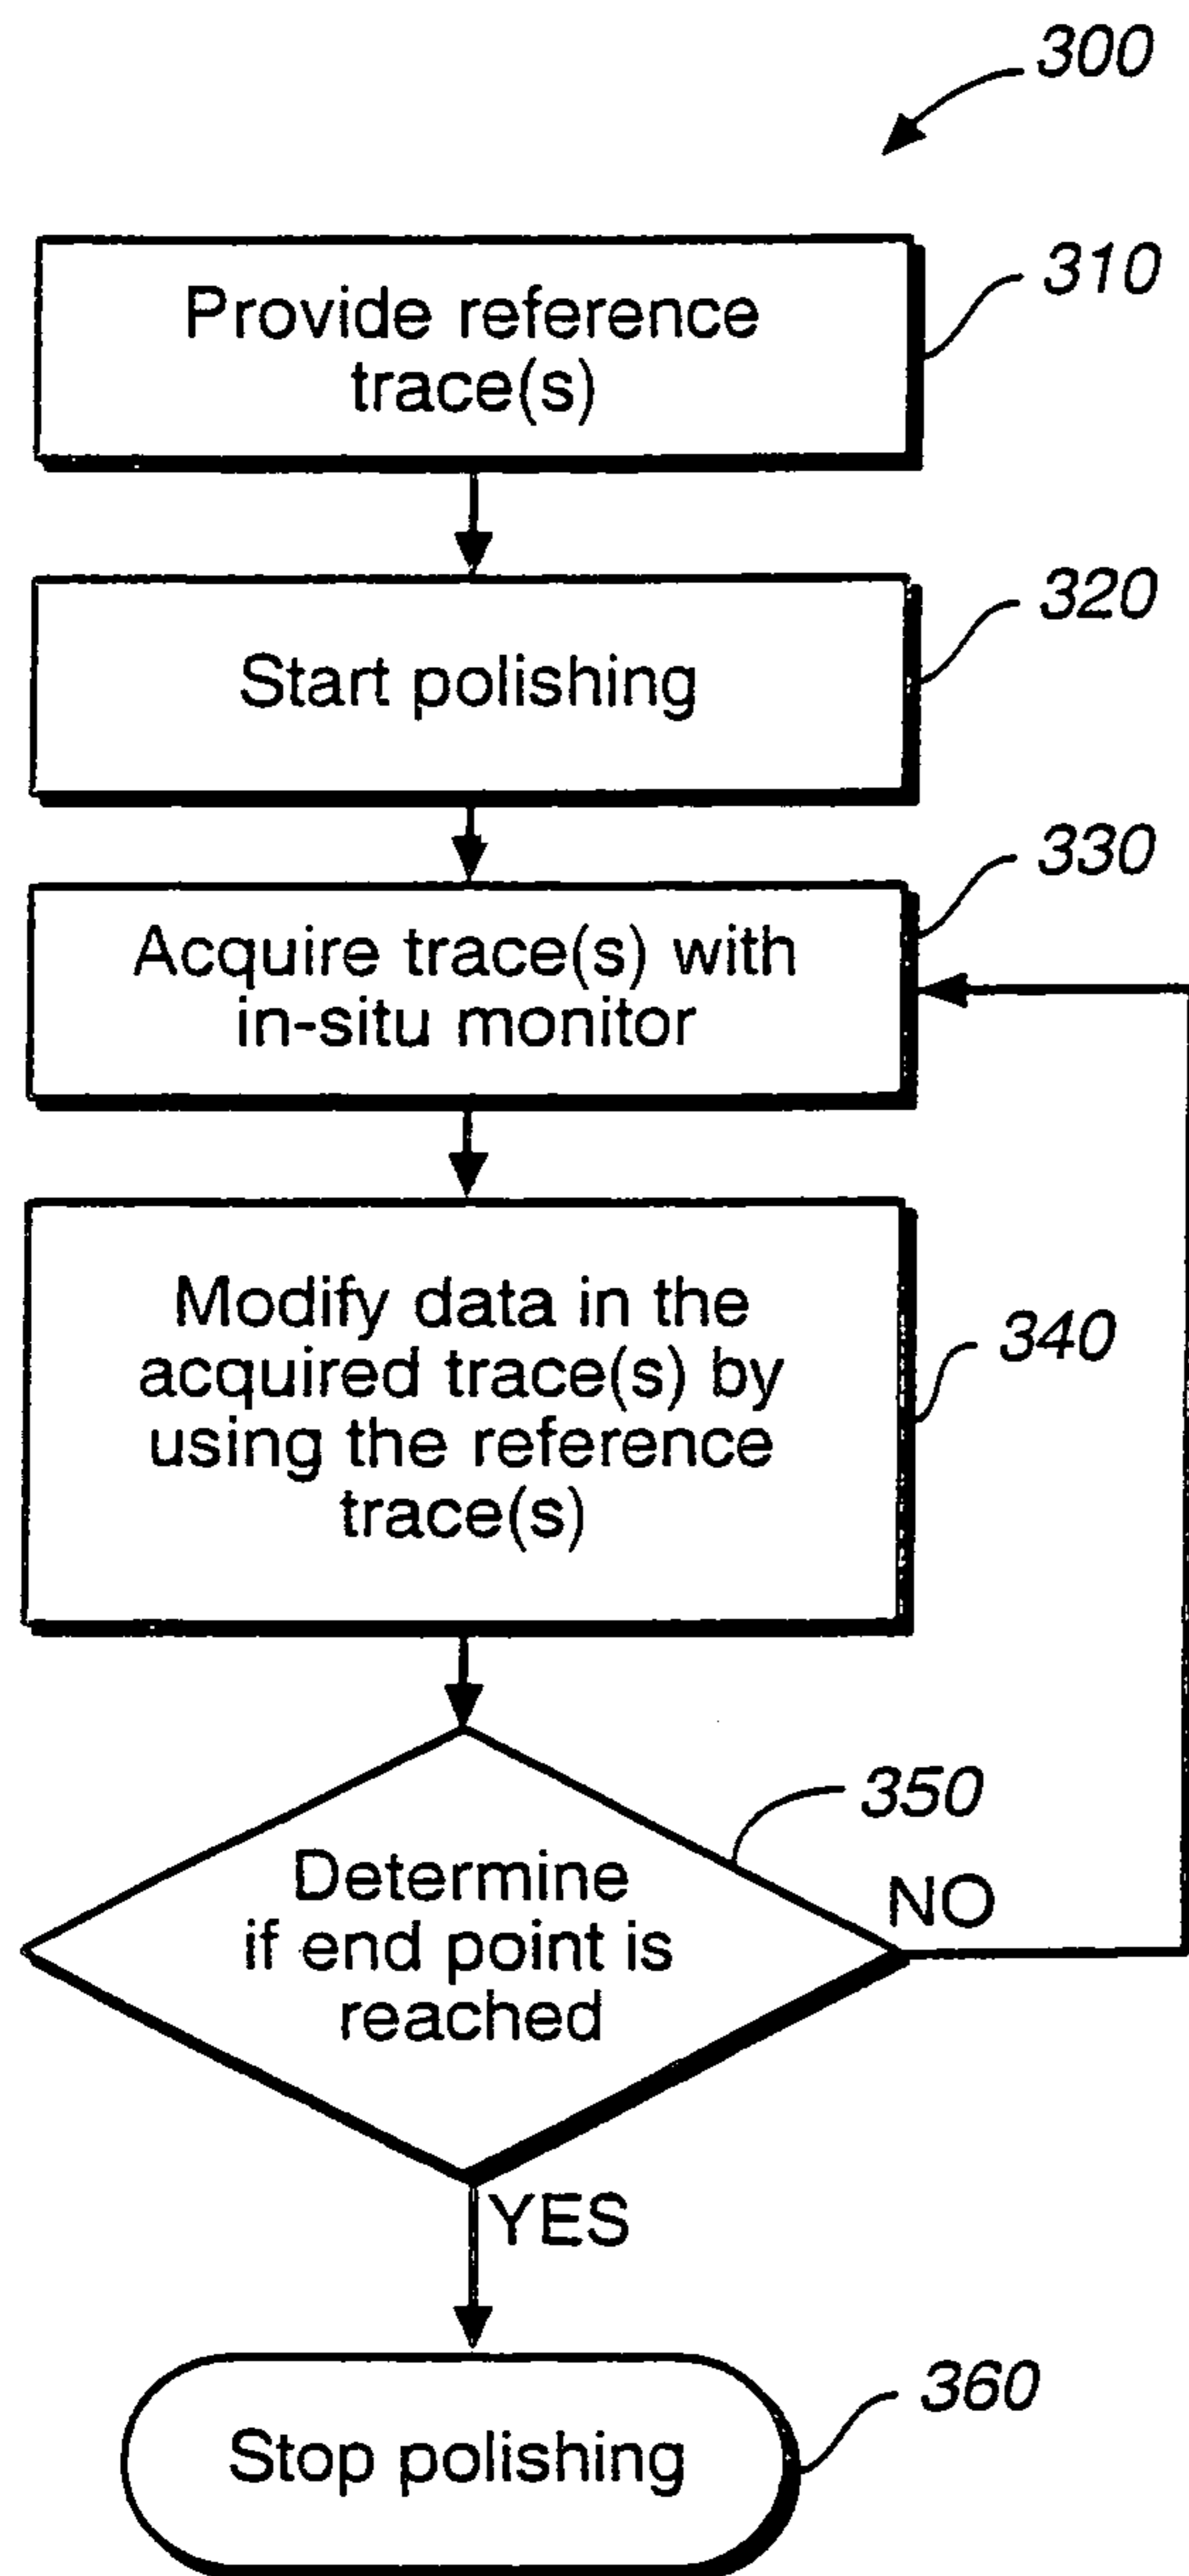 300
Provide reference
trace(s)
310
Start polishing
320
Acquire trace(s) with
in-situ monitor
330
Modify data in the
acquired trace(s) by
using the reference
trace(s)
340
Determine
if end point is
reached
350
NO
YES
Stop polishing
360